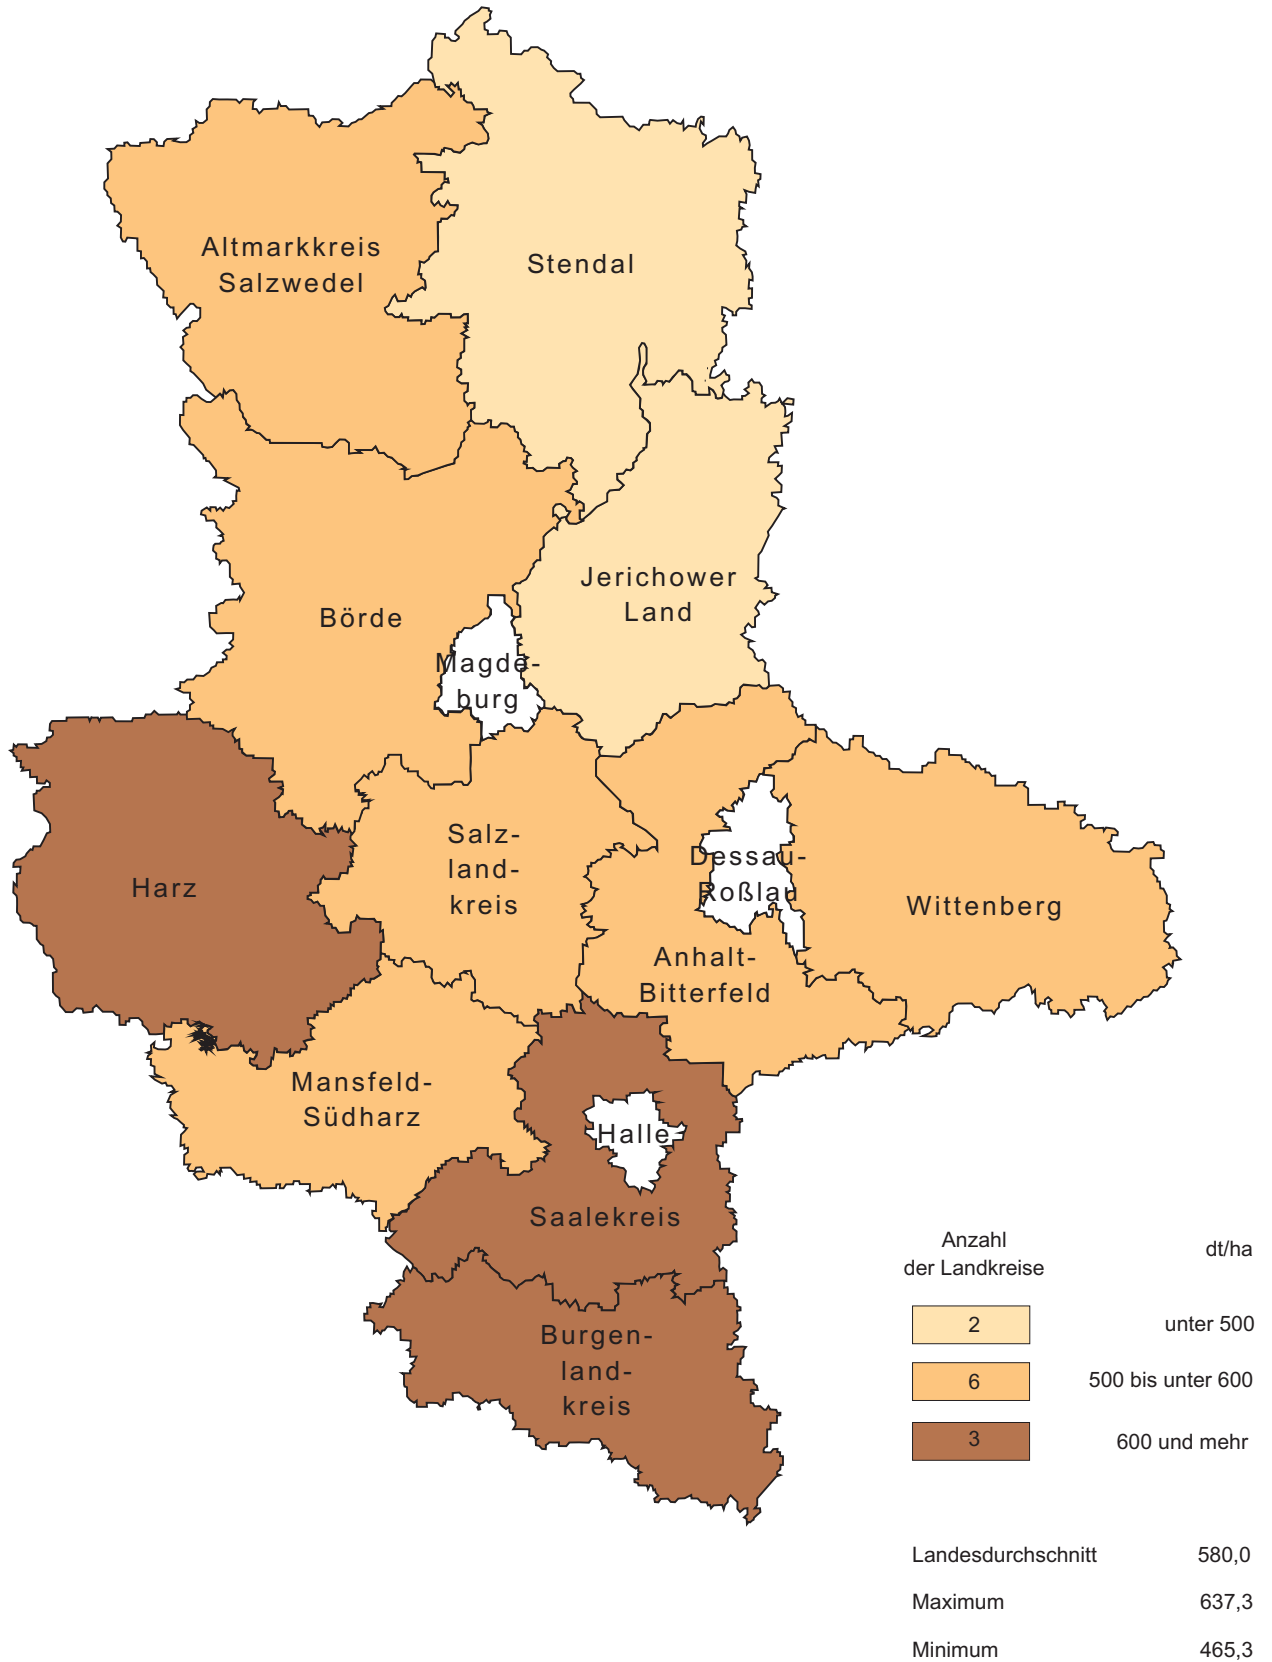 Altmarkkreis
Salzwedel
Stendal
Jerichower
Land
Börde
Magde-
burg
Salz-
land-
kreis
Harz
Dessau-
Roßlau
Wittenberg
Anhalt-
Bitterfeld
Mansfeld-
Südharz
Halle
Saalekreis
Burgen-
land-
kreis
Anzahl
der Landkreise
dt/ha
2 unter 500
6 500 bis unter 600
3 600 und mehr
Landesdurchschnitt 580,0
Maximum 637,3
Minimum 465,3